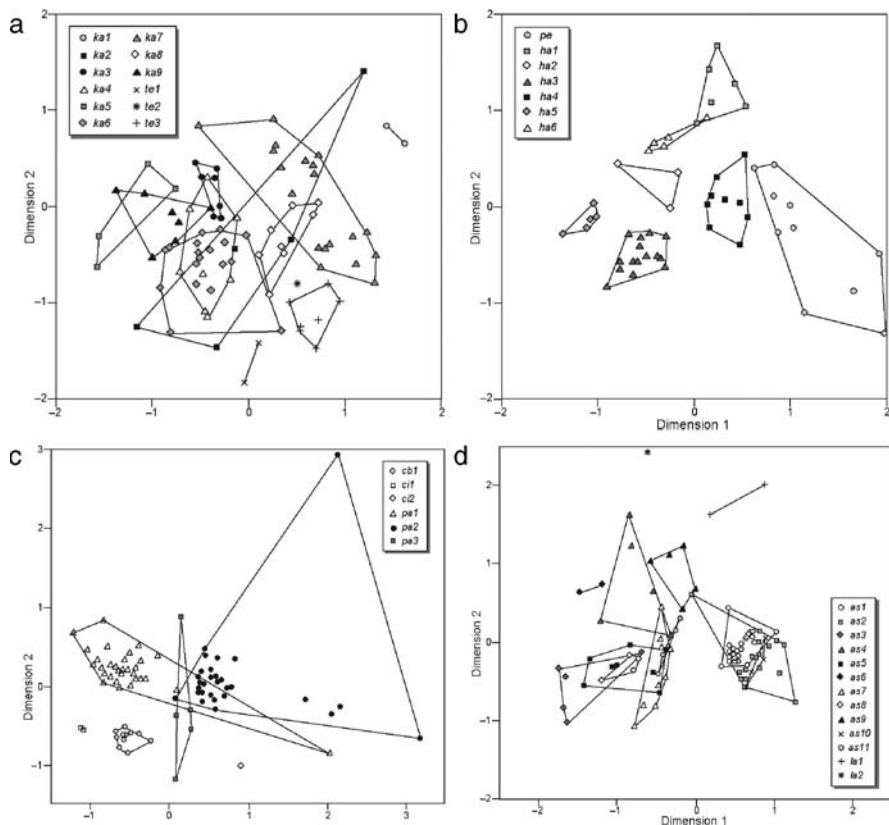 a
2
1
0
−1
−2
−2
−1
0
1
2
Dimension 2
ka1 ka7
ka2 ka8
ka3 ka9
ka4 te1
ka5 te2
ka6 te3
b
2
1
0
−1
−2
−2
−1
0
1
2
Dimension 1
pe
ha1
ha2
ha3
ha4
ha5
ha6
c
3
2
1
0
−1
−1
0
1
2
3
Dimension 2
cb1
ci1
ci2
pa1
pa2
pa3
d
2
1
0
−1
−2
−2
−1
0
1
2
Dimension 2
Dimension 1
as1
as2
as3
as4
as5
as6
as7
as8
as9
as10
as11
la1
la2